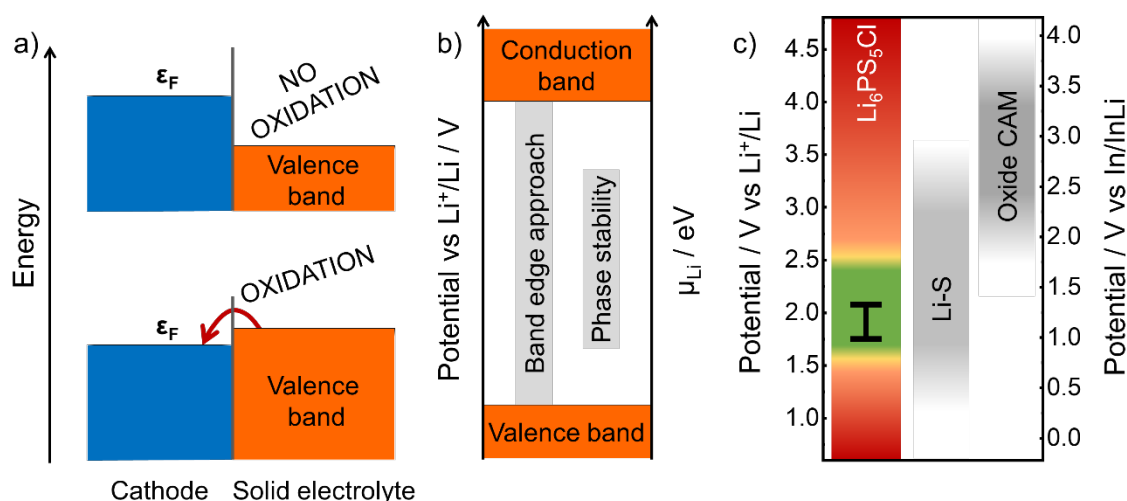 a)
Energy
εF
NO
OXIDATION
Valence
band
OXIDATION
εF
Valence
band
Cathode
Solid electrolyte
b)
Potential vs Li⁺/Li / V
Conduction
band
Band edge approach
Phase stability
Valence band
μLi / eV
c)
Potential / V vs Li⁺/Li
4.5
4.0
3.5
3.0
2.5
2.0
1.5
1.0
Li₆PS₅Cl
Li-S
Oxide CAM
4.0
3.5
3.0
2.5
2.0
1.5
1.0
0.5
0.0
Potential / V vs In/InLi